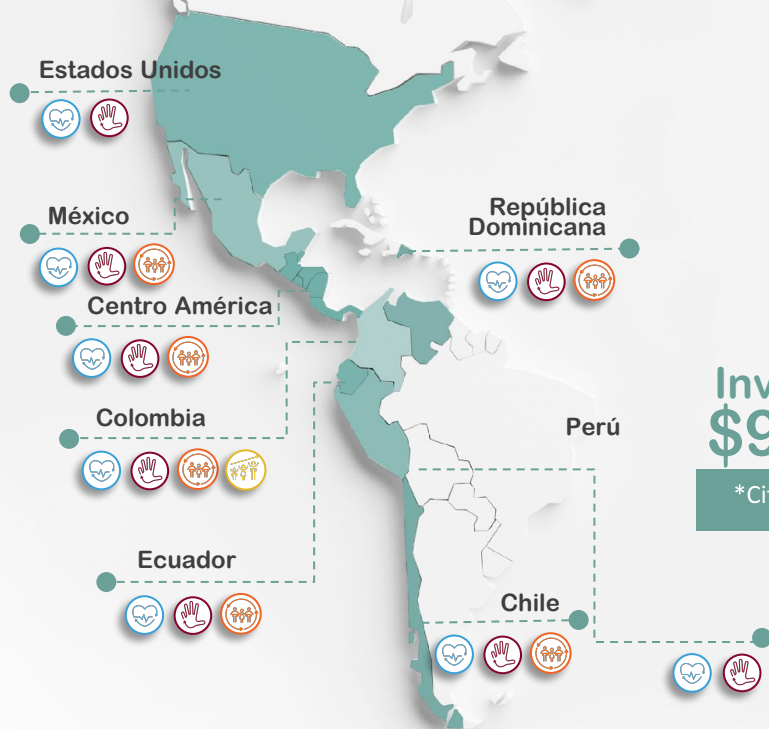 Estados Unidos
México
República
Dominicana
Centro América
Colombia
Perú
Ecuador
Chile